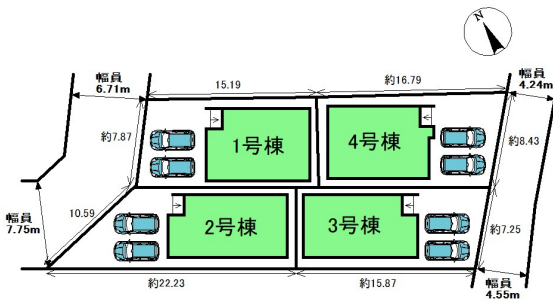 N
幅員
6.71m
15.19
約16.79
幅員
4.24m
約7.87
1号棟
4号棟
約8.43
幅員
7.75m
10.59
2号棟
3号棟
約7.25
約22.23
約15.87
幅員
4.55m